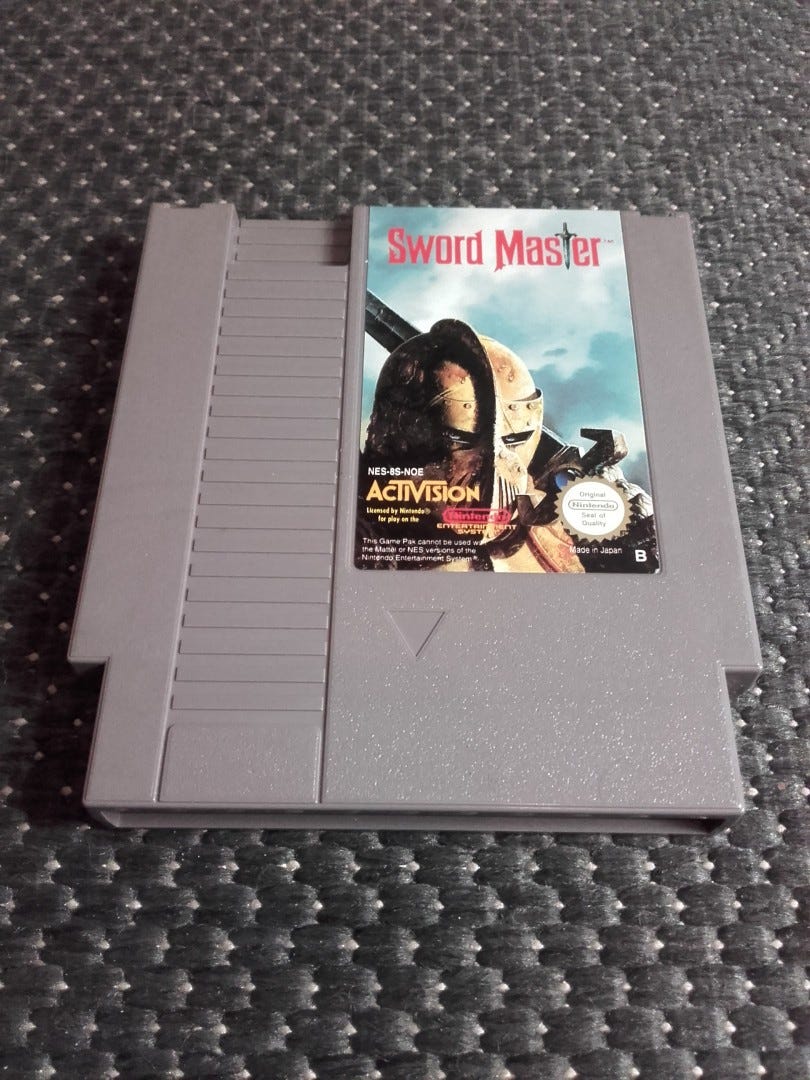 Sword Master™
NES-8S-NOE
ACTIVISION
Licensed by Nintendo®
for play on the
Nintendo
ENTERTAINMENT
SYSTEM
This Game Pak cannot be used with
the Mattel or NES versions of the
Nintendo Entertainment System®.
Original
Nintendo
Seal of
Quality
Made in Japan
B